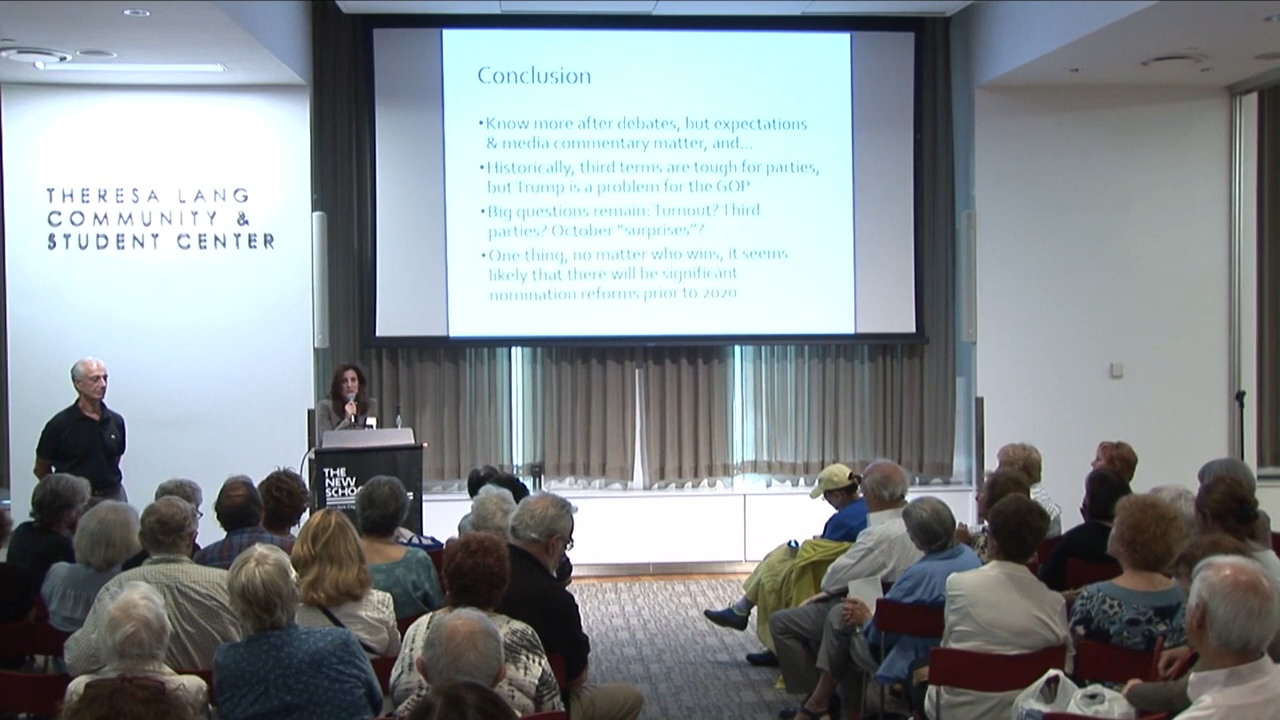 Conclusion
•Know more after debates, but expectations
& media commentary matter, and...
•Historically, third terms are tough for parties,
but Trump is a problem for the GOP
•Big questions remain: Turnout? Third
parties? October "surprises"?
•One thing, no matter who wins, it seems
likely that there will be significant
nomination reforms prior to 2020
THERESA LANG
COMMUNITY &
STUDENT CENTER
THE
NEW
SCHO